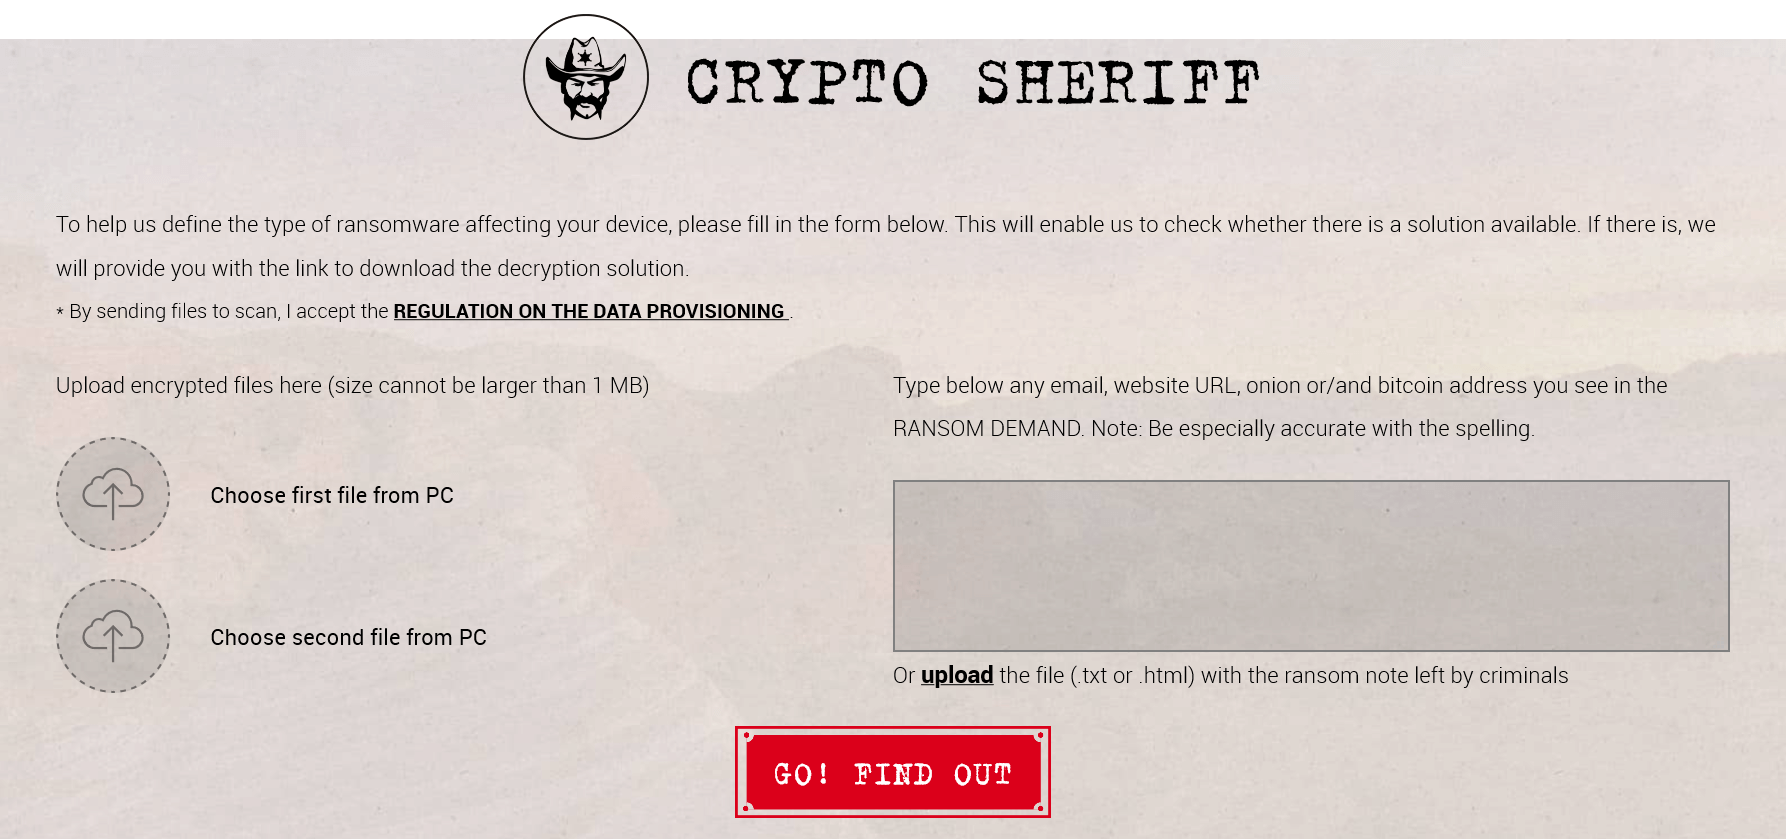 CRYPTO SHERIFF
To help us define the type of ransomware affecting your device, please fill in the form below. This will enable us to check whether there is a solution available. If there is, we
will provide you with the link to download the decryption solution.
* By sending files to scan, I accept the REGULATION ON THE DATA PROVISIONING .
Upload encrypted files here (size cannot be larger than 1 MB)
Choose first file from PC
Choose second file from PC
Type below any email, website URL, onion or/and bitcoin address you see in the
RANSOM DEMAND. Note: Be especially accurate with the spelling.
Or upload the file (.txt or .html) with the ransom note left by criminals
GO! FIND OUT